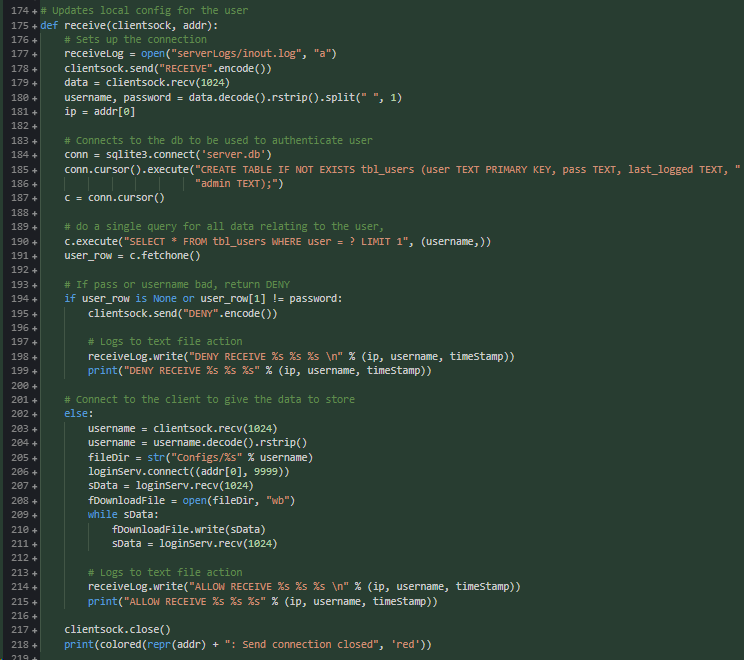 174 + # Updates local config for the user
175 + def receive(clientsock, addr):
176 +     # Sets up the connection
177 +     receiveLog = open("serverLogs/inout.log", "a")
178 +     clientsock.send("RECEIVE".encode())
179 +     data = clientsock.recv(1024)
180 +     username, password = data.decode().rstrip().split(" ", 1)
181 +     ip = addr[0]
182 +
183 +     # Connects to the db to be used to authenticate user
184 +     conn = sqlite3.connect('server.db')
185 +     conn.cursor().execute("CREATE TABLE IF NOT EXISTS tbl_users (user TEXT PRIMARY KEY, pass TEXT, last_logged TEXT, "
186 +                           "admin TEXT);")
187 +     c = conn.cursor()
188 +
189 +     # do a single query for all data relating to the user,
190 +     c.execute("SELECT * FROM tbl_users WHERE user = ? LIMIT 1", (username,))
191 +     user_row = c.fetchone()
192 +
193 +     # If pass or username bad, return DENY
194 +     if user_row is None or user_row[1] != password:
195 +         clientsock.send("DENY".encode())
196 +
197 +         # Logs to text file action
198 +         receiveLog.write("DENY RECEIVE %s %s %s \n" % (ip, username, timeStamp))
199 +         print("DENY RECEIVE %s %s %s" % (ip, username, timeStamp))
200 +
201 +     # Connect to the client to give the data to store
202 +     else:
203 +         username = clientsock.recv(1024)
204 +         username = username.decode().rstrip()
205 +         fileDir = str("Configs/%s" % username)
206 +         loginServ.connect((addr[0], 9999))
207 +         sData = loginServ.recv(1024)
208 +         fDownloadFile = open(fileDir, "wb")
209 +         while sData:
210 +             fDownloadFile.write(sData)
211 +             sData = loginServ.recv(1024)
212 +
213 +         # Logs to text file action
214 +         receiveLog.write("ALLOW RECEIVE %s %s %s \n" % (ip, username, timeStamp))
215 +         print("ALLOW RECEIVE %s %s %s" % (ip, username, timeStamp))
216 +
217 +     clientsock.close()
218 +     print(colored(repr(addr) + ": Send connection closed", 'red'))
219 +